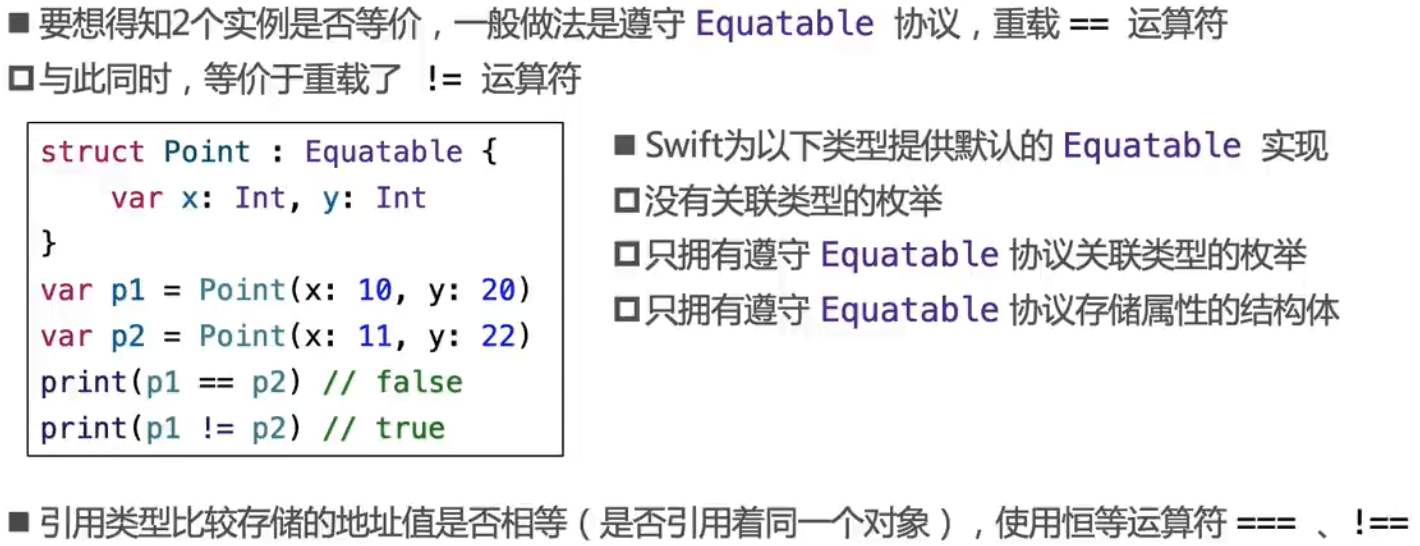 ■ 要想得知2个实例是否等价，一般做法是遵守 Equatable 协议，重载 == 运算符
□ 与此同时，等价于重载了 != 运算符
struct Point : Equatable {
    var x: Int, y: Int
}
var p1 = Point(x: 10, y: 20)
var p2 = Point(x: 11, y: 22)
print(p1 == p2) // false
print(p1 != p2) // true
■ Swift为以下类型提供默认的 Equatable 实现
□ 没有关联类型的枚举
□ 只拥有遵守 Equatable 协议关联类型的枚举
□ 只拥有遵守 Equatable 协议存储属性的结构体
■ 引用类型比较存储的地址值是否相等（是否引用着同一个对象），使用恒等运算符 === 、!==